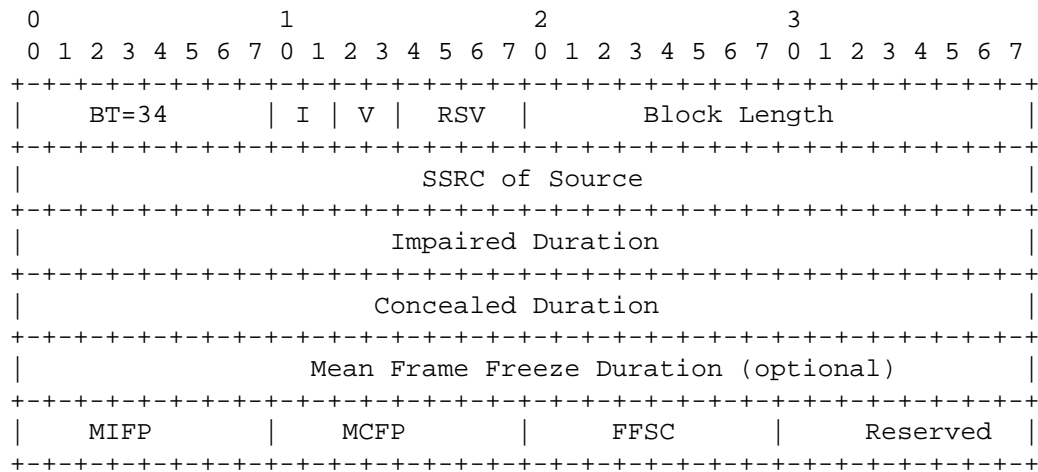 0                   1                   2                   3
 0 1 2 3 4 5 6 7 0 1 2 3 4 5 6 7 0 1 2 3 4 5 6 7 0 1 2 3 4 5 6 7
+-+-+-+-+-+-+-+-+-+-+-+-+-+-+-+-+-+-+-+-+-+-+-+-+-+-+-+-+-+-+-+-+
|     BT=34     | I | V |  RSV  |       Block Length            |
+-+-+-+-+-+-+-+-+-+-+-+-+-+-+-+-+-+-+-+-+-+-+-+-+-+-+-+-+-+-+-+-+
|                         SSRC of Source                        |
+-+-+-+-+-+-+-+-+-+-+-+-+-+-+-+-+-+-+-+-+-+-+-+-+-+-+-+-+-+-+-+-+
|                       Impaired Duration                       |
+-+-+-+-+-+-+-+-+-+-+-+-+-+-+-+-+-+-+-+-+-+-+-+-+-+-+-+-+-+-+-+-+
|                      Concealed Duration                       |
+-+-+-+-+-+-+-+-+-+-+-+-+-+-+-+-+-+-+-+-+-+-+-+-+-+-+-+-+-+-+-+-+
|                  Mean Frame Freeze Duration (optional)        |
+-+-+-+-+-+-+-+-+-+-+-+-+-+-+-+-+-+-+-+-+-+-+-+-+-+-+-+-+-+-+-+-+
|    MIFP       |    MCFP       |     FFSC      |     Reserved  |
+-+-+-+-+-+-+-+-+-+-+-+-+-+-+-+-+-+-+-+-+-+-+-+-+-+-+-+-+-+-+-+-+